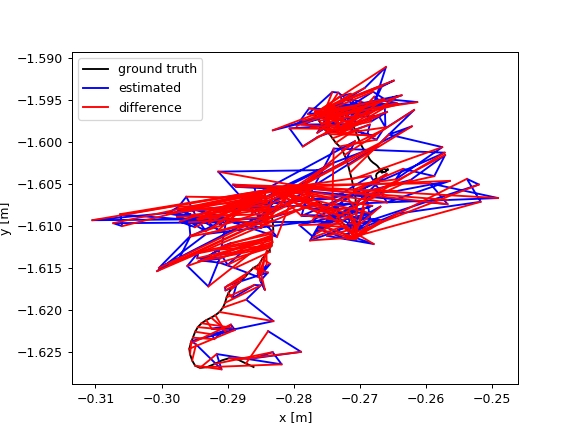 −1.590
−1.595
−1.600
−1.605
−1.610
−1.615
−1.620
−1.625
y [m]
ground truth
estimated
difference
−0.31 −0.30 −0.29 −0.28 −0.27 −0.26 −0.25
x [m]